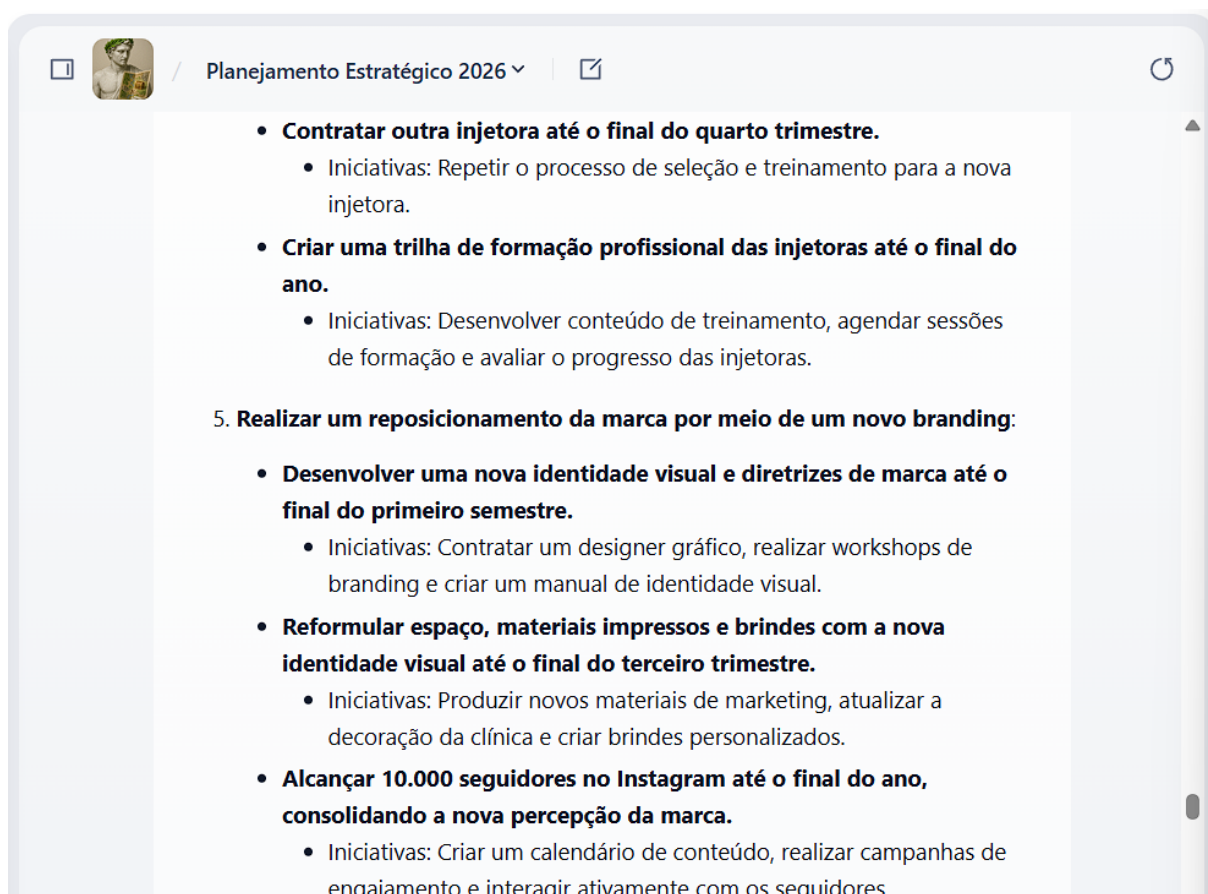 Planejamento Estratégico 2026
• Contratar outra injetora até o final do quarto trimestre.
• Iniciativas: Repetir o processo de seleção e treinamento para a nova
injetora.
• Criar uma trilha de formação profissional das injetoras até o final do
ano.
• Iniciativas: Desenvolver conteúdo de treinamento, agendar sessões
de formação e avaliar o progresso das injetoras.
5. Realizar um reposicionamento da marca por meio de um novo branding:
• Desenvolver uma nova identidade visual e diretrizes de marca até o
final do primeiro semestre.
• Iniciativas: Contratar um designer gráfico, realizar workshops de
branding e criar um manual de identidade visual.
• Reformular espaço, materiais impressos e brindes com a nova
identidade visual até o final do terceiro trimestre.
• Iniciativas: Produzir novos materiais de marketing, atualizar a
decoração da clínica e criar brindes personalizados.
• Alcançar 10.000 seguidores no Instagram até o final do ano,
consolidando a nova percepção da marca.
• Iniciativas: Criar um calendário de conteúdo, realizar campanhas de
engajamento e interagir ativamente com os seguidores